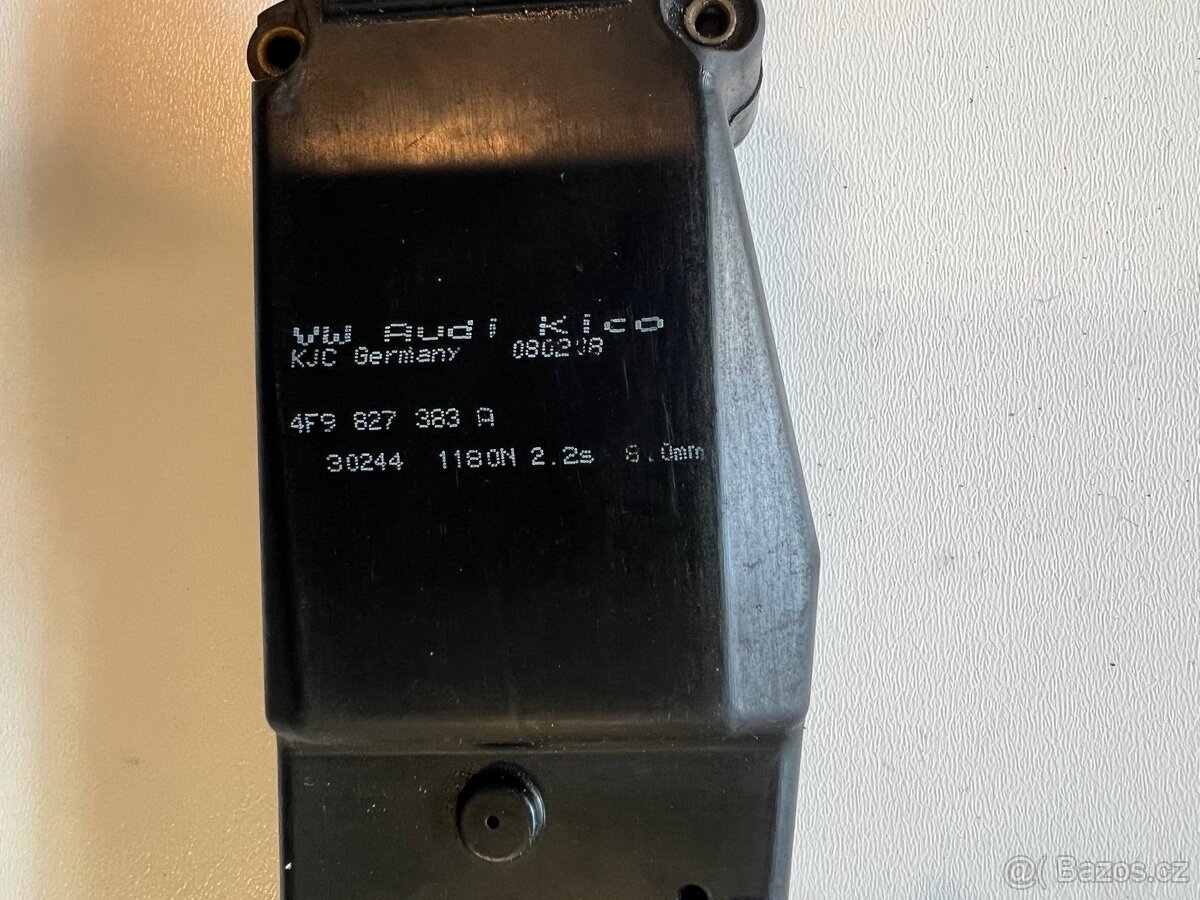 VW Audi Kico
KJC Germany 080208
4F9 827 383 A
30244 1180N 2.2s 8.0mm
@( Bazos.cz